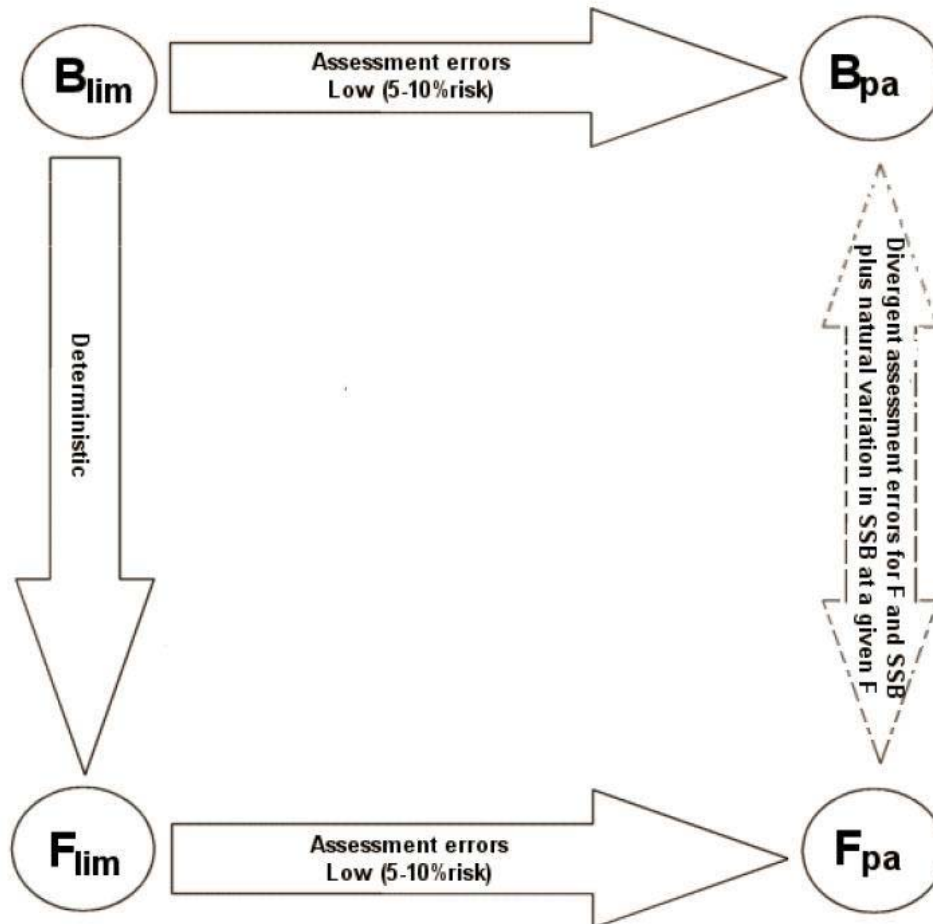 Blim
Assessment errors
Low (5-10%risk)
Bpa
Deterministic
Divergent assessment errors for F and SSB
plus natural variation in SSB at a given F
Flim
Assessment errors
Low (5-10%risk)
Fpa